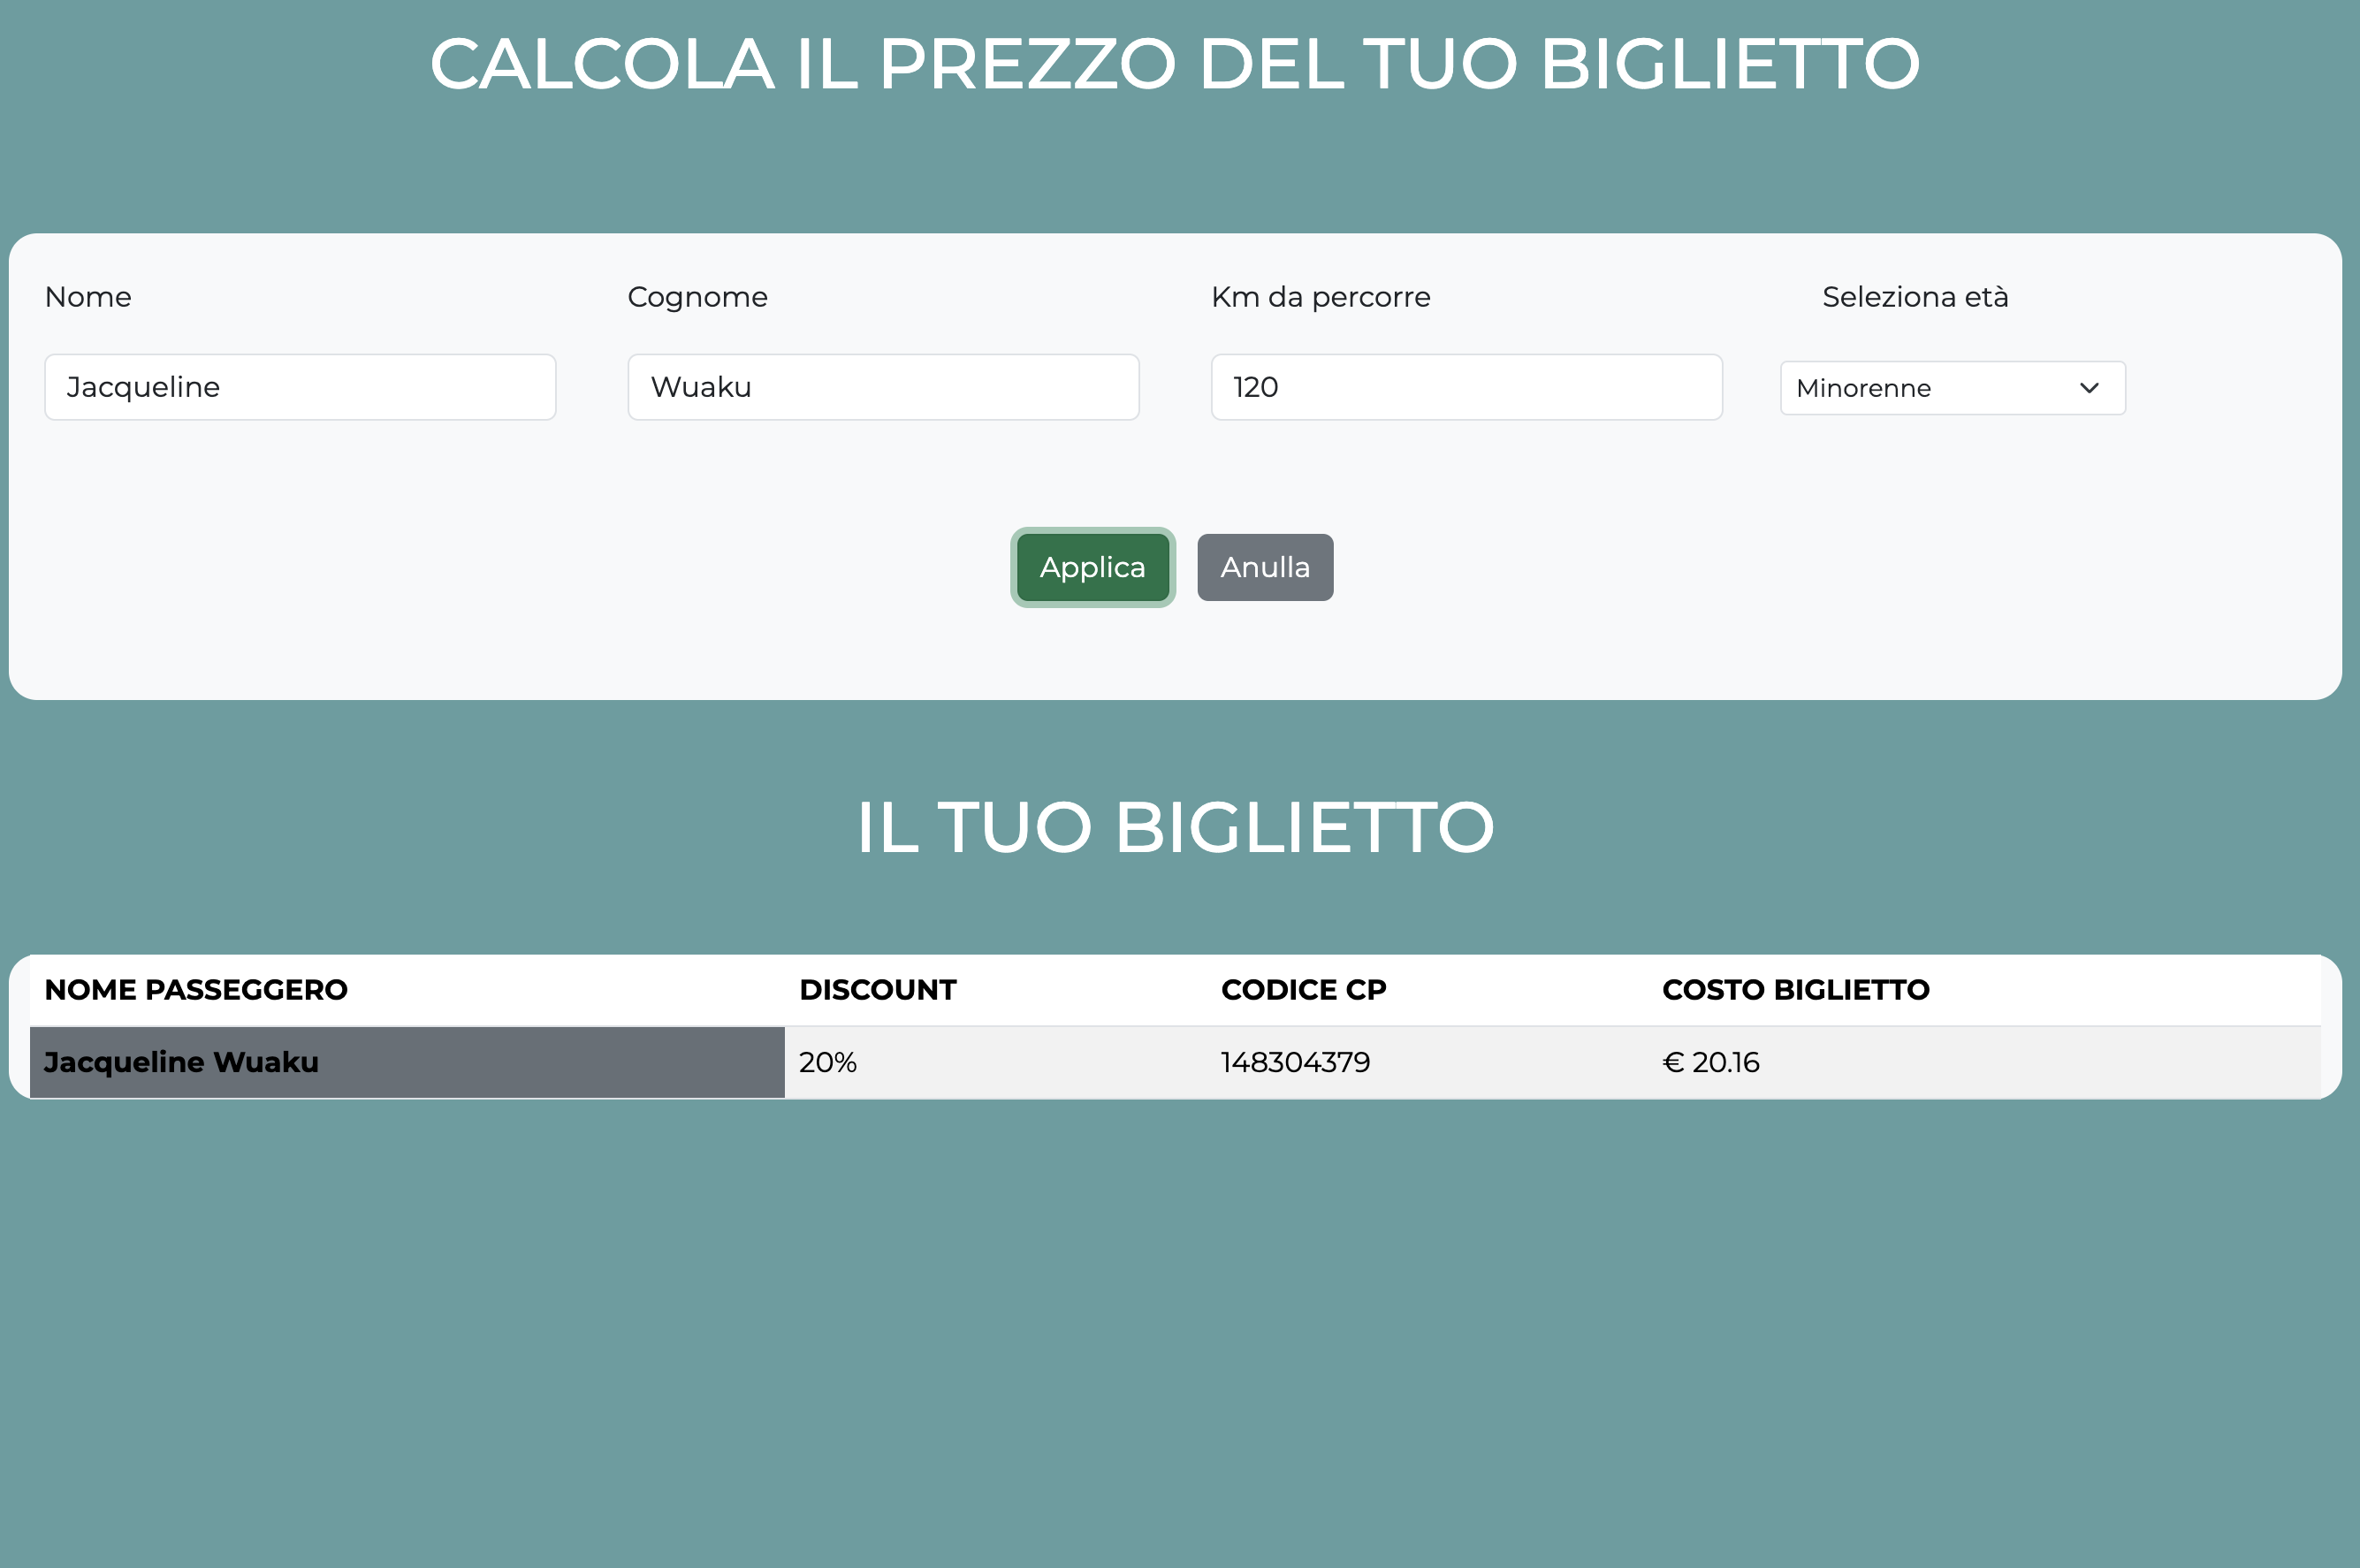 CALCOLA IL PREZZO DEL TUO BIGLIETTO
Nome Cognome Km da percorre Seleziona età
Jacqueline Wuaku 120 Minorenne
Applica Anulla
IL TUO BIGLIETTO
NOME PASSEGGERO DISCOUNT CODICE CP COSTO BIGLIETTO
Jacqueline Wuaku 20% 148304379 € 20.16